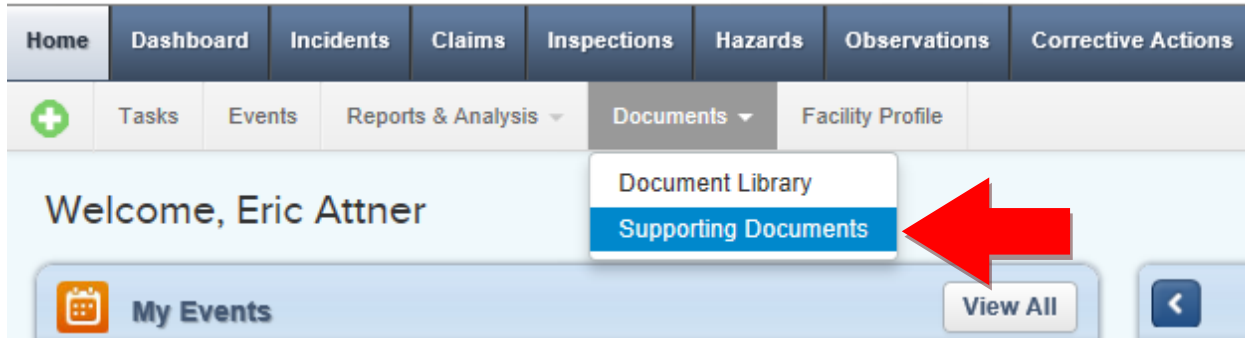 Home Dashboard Incidents Claims Inspections Hazards Observations Corrective Actions
Tasks Events Reports & Analysis Documents Facility Profile
Document Library
Welcome, Eric Attner
Supporting Documents
My Events View All